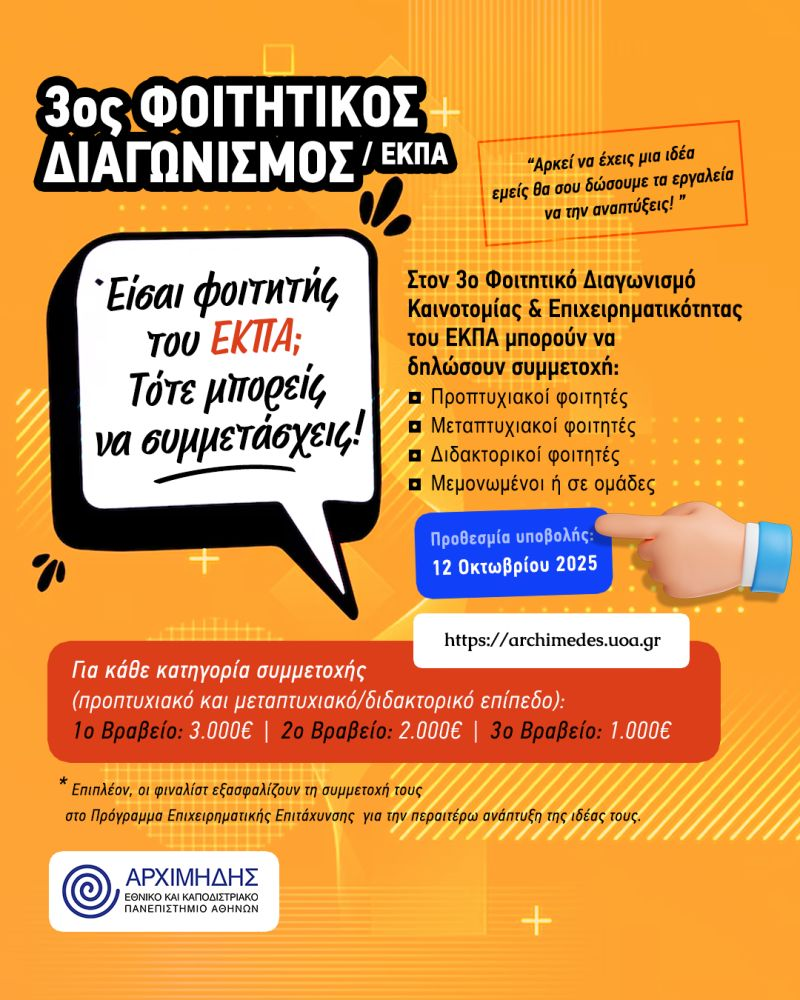 3ος ΦΟΙΤΗΤΙΚΟΣ
ΔΙΑΓΩΝΙΣΜΟΣ / ΕΚΠΑ
“Αρκεί να έχεις μια ιδέα
εμείς θα σου δώσουμε τα εργαλεία
να την αναπτύξεις! ”
Είσαι φοιτητής
του ΕΚΠΑ;
Τότε μπορείς
να συμμετάσχεις!
Στον 3ο Φοιτητικό Διαγωνισμό
Καινοτομίας & Επιχειρηματικότητας
του ΕΚΠΑ μπορούν να
δηλώσουν συμμετοχή:
Προπτυχιακοί φοιτητές
Μεταπτυχιακοί φοιτητές
Διδακτορικοί φοιτητές
Μεμονωμένοι ή σε ομάδες
Προθεσμία υποβολής:
12 Οκτωβρίου 2025
https://archimedes.uoa.gr
Για κάθε κατηγορία συμμετοχής
(προπτυχιακό και μεταπτυχιακό/διδακτορικό επίπεδο):
1ο Βραβείο: 3.000€ | 2ο Βραβείο: 2.000€ | 3ο Βραβείο: 1.000€
* Επιπλέον, οι φιναλίστ εξασφαλίζουν τη συμμετοχή τους
στο Πρόγραμμα Επιχειρηματικής Επιτάχυνσης για την περαιτέρω ανάπτυξη της ιδέας τους.
ΑΡΧΙΜΗΔΗΣ
ΕΘΝΙΚΟ ΚΑΙ ΚΑΠΟΔΙΣΤΡΙΑΚΟ
ΠΑΝΕΠΙΣΤΗΜΙΟ ΑΘΗΝΩΝ